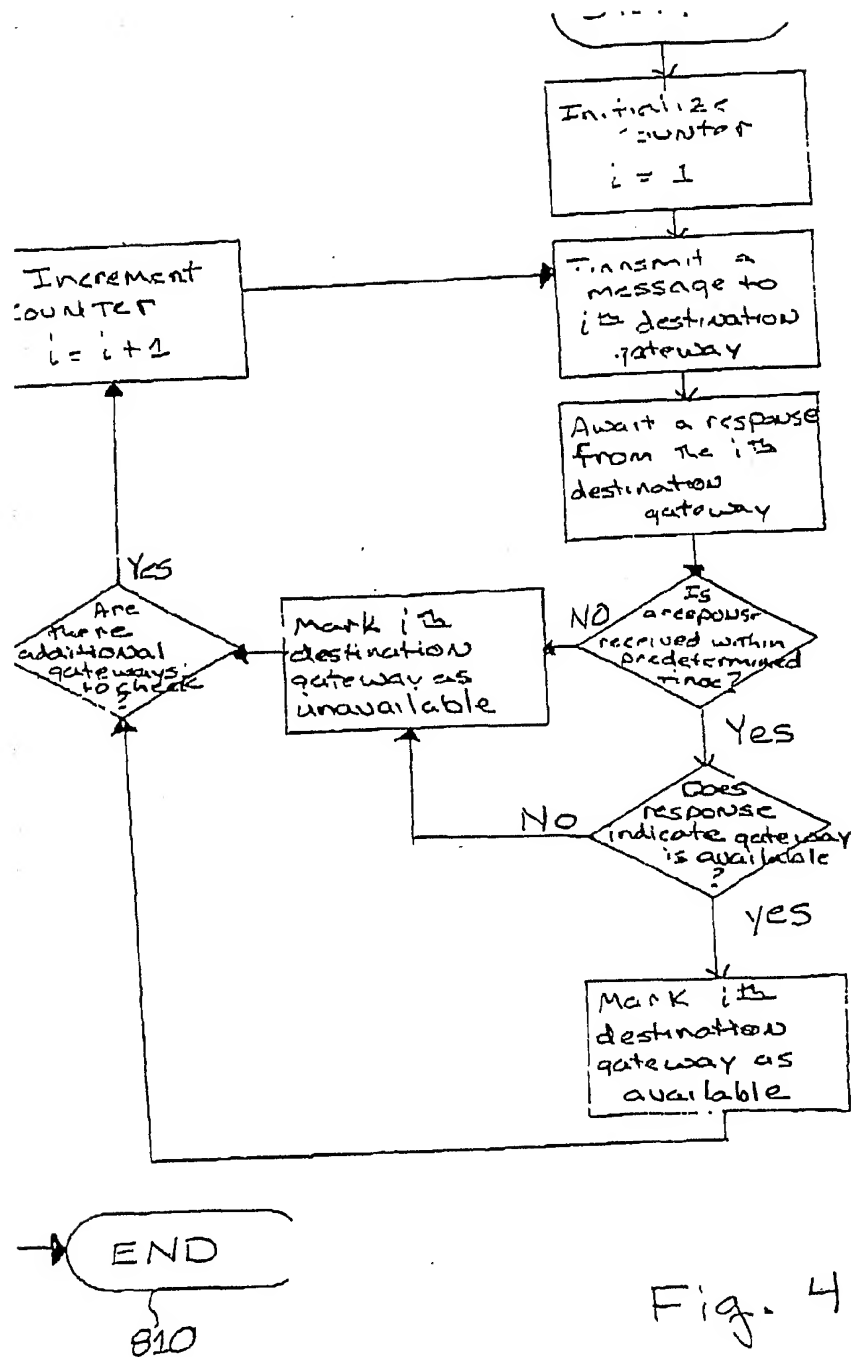 Initialize
counter
i = 1
Increment
COUNTER
i = i + 1
Transmit a
message to
ith destination
gateway
Await a response
from the ith
destination
gateway
Yes
Are
there
additional
gateways
to check
?
Mark ith
destination
gateway as
unavailable
NO
Is
a response
received within
predetermined
time?
Yes
No
Does
response
indicate gateway
is available
?
yes
Mark ith
destination
gateway as
available
END
810
Fig. 4